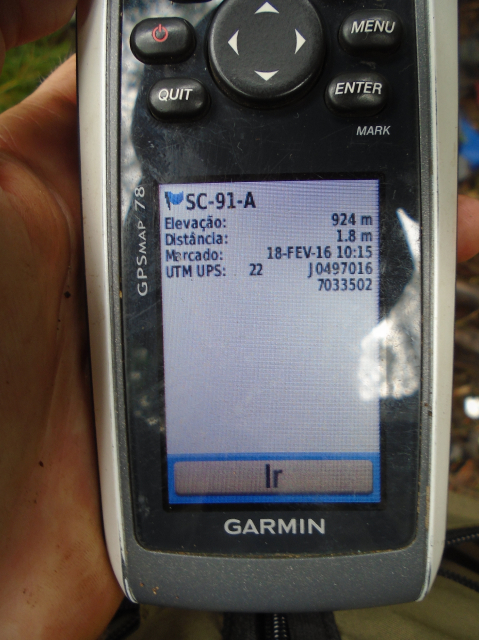 MENU
QUIT
ENTER
MARK
GPSMAP 78
SC-91-A
Elevação: 924 m
Distância: 1.8 m
Marcado: 18-FEV-16 10:15
UTM UPS: 22 J0497016
7033502
Ir
GARMIN